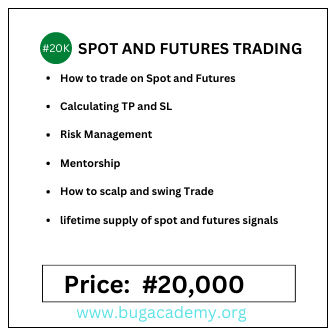 #20K SPOT AND FUTURES TRADING
• How to trade on Spot and Futures
• Calculating TP and SL
• Risk Management
• Mentorship
• How to scalp and swing Trade
• lifetime supply of spot and futures signals
Price: #20,000
www.bugacademy.org